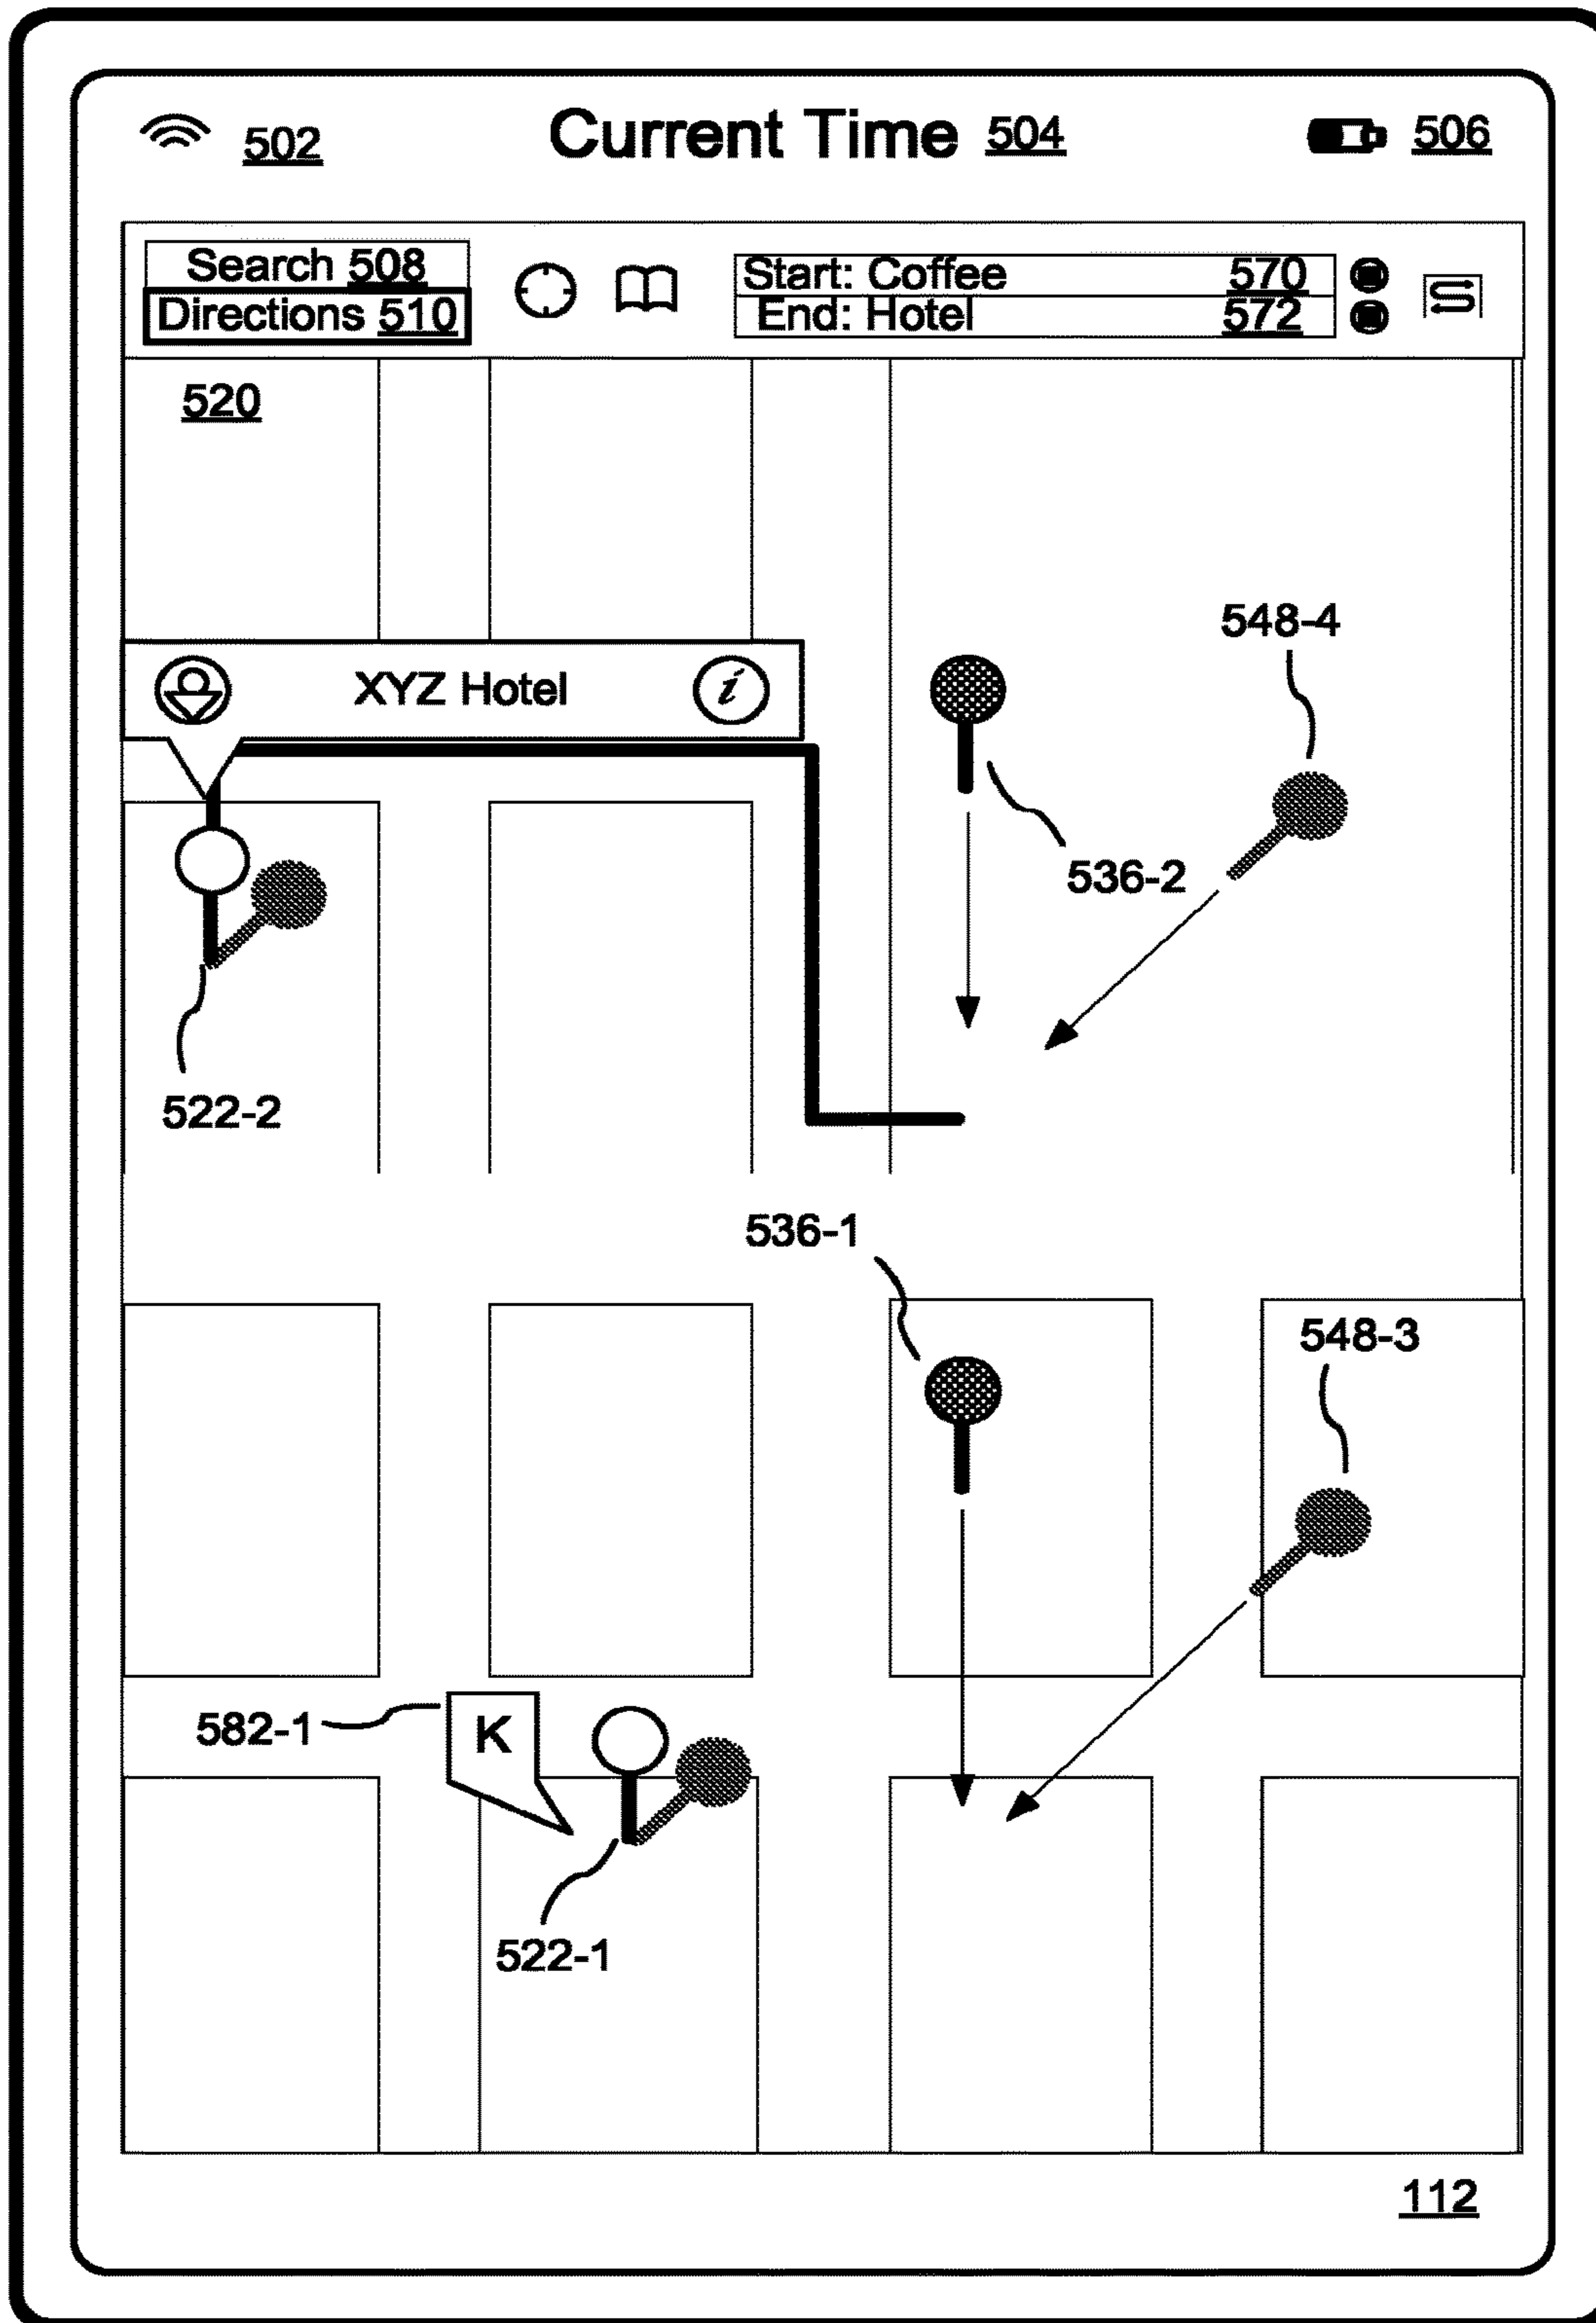 502 Current Time 504 506
Search 508
Directions 510
Start: Coffee 570
End: Hotel 572
520
548-4
XYZ Hotel i
536-2
522-2
536-1
548-3
582-1
K
522-1
112